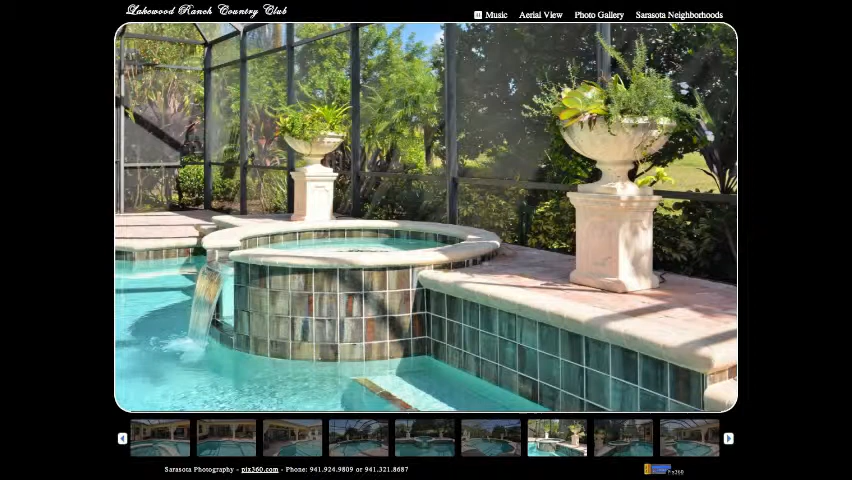 Lakewood Ranch Country Club
Music Aerial View Photo Gallery Sarasota Neighborhoods
Sarasota Photography - pix360.com - Phone: 941.924.9809 or 941.321.8687
Pix360